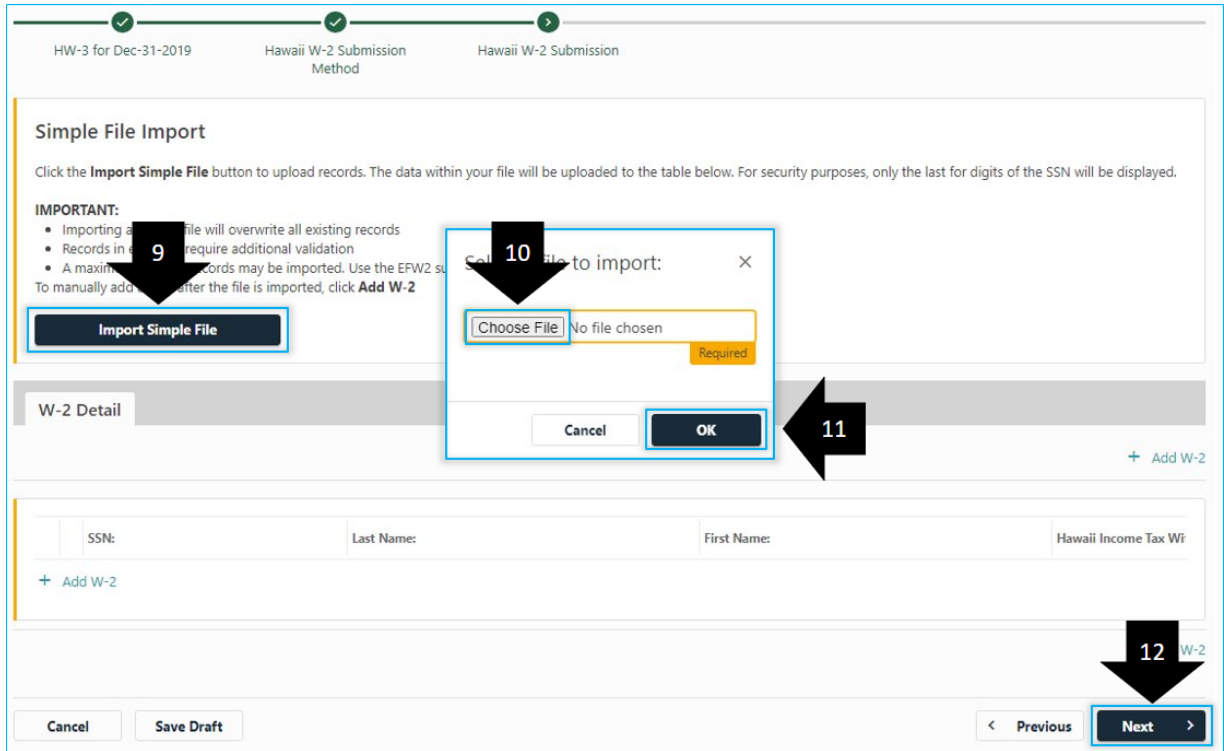 HW-3 for Dec-31-2019
Hawaii W-2 Submission
Method
Hawaii W-2 Submission
Simple File Import
Click the Import Simple File button to upload records. The data within your file will be uploaded to the table below. For security purposes, only the last for digits of the SSN will be displayed.
IMPORTANT:
Importing a file will overwrite all existing records
Records in require additional validation
A maxim cords may be imported. Use the EFW2 su
To manually add after the file is imported, click Add W-2
9
Import Simple File
10
to import:
Choose File No file chosen
Required
Cancel
OK
11
W-2 Detail
+ Add W-2
SSN:
Last Name:
First Name:
Hawaii Income Tax Wi
+ Add W-2
12
W-2
Cancel
Save Draft
< Previous
Next >